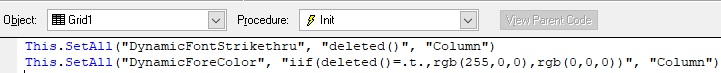 Object: Grid1 Procedure: Init View Parent Code
This.SetAll("DynamicFontStrikethru", "deleted()", "Column")
This.SetAll("DynamicForeColor", "iif(deleted()=.t.,rgb(255,0,0),rgb(0,0,0))", "Column")